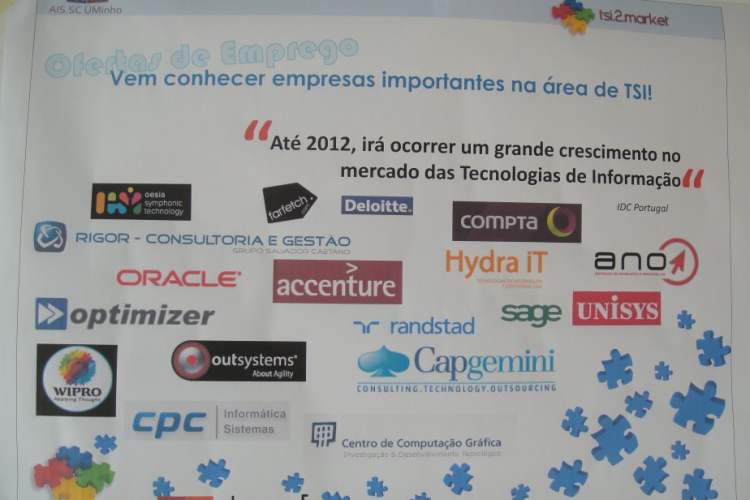 AIS.SC UMinho
tsi.2.market
Ofertas de Emprego
Vem conhecer empresas importantes na área de TSI!
“Até 2012, irá ocorrer um grande crescimento no
mercado das Tecnologias de Informação“
IDC Portugal
oesia
symphonic
technology
farfetch
Deloitte.
COMPTA
RIGOR - CONSULTORIA E GESTÃO
GRUPO SALVADOR CAETANO
ORACLE
accenture
Hydra iT
ano
optimizer
randstad
sage
UNISYS
WIPRO
Applying Thought
outsystems
About Agility
Capgemini
CONSULTING.TECHNOLOGY.OUTSOURCING
cpc Informática
Sistemas
Centro de Computação Gráfica
Investigação & Desenvolvimento Tecnológico